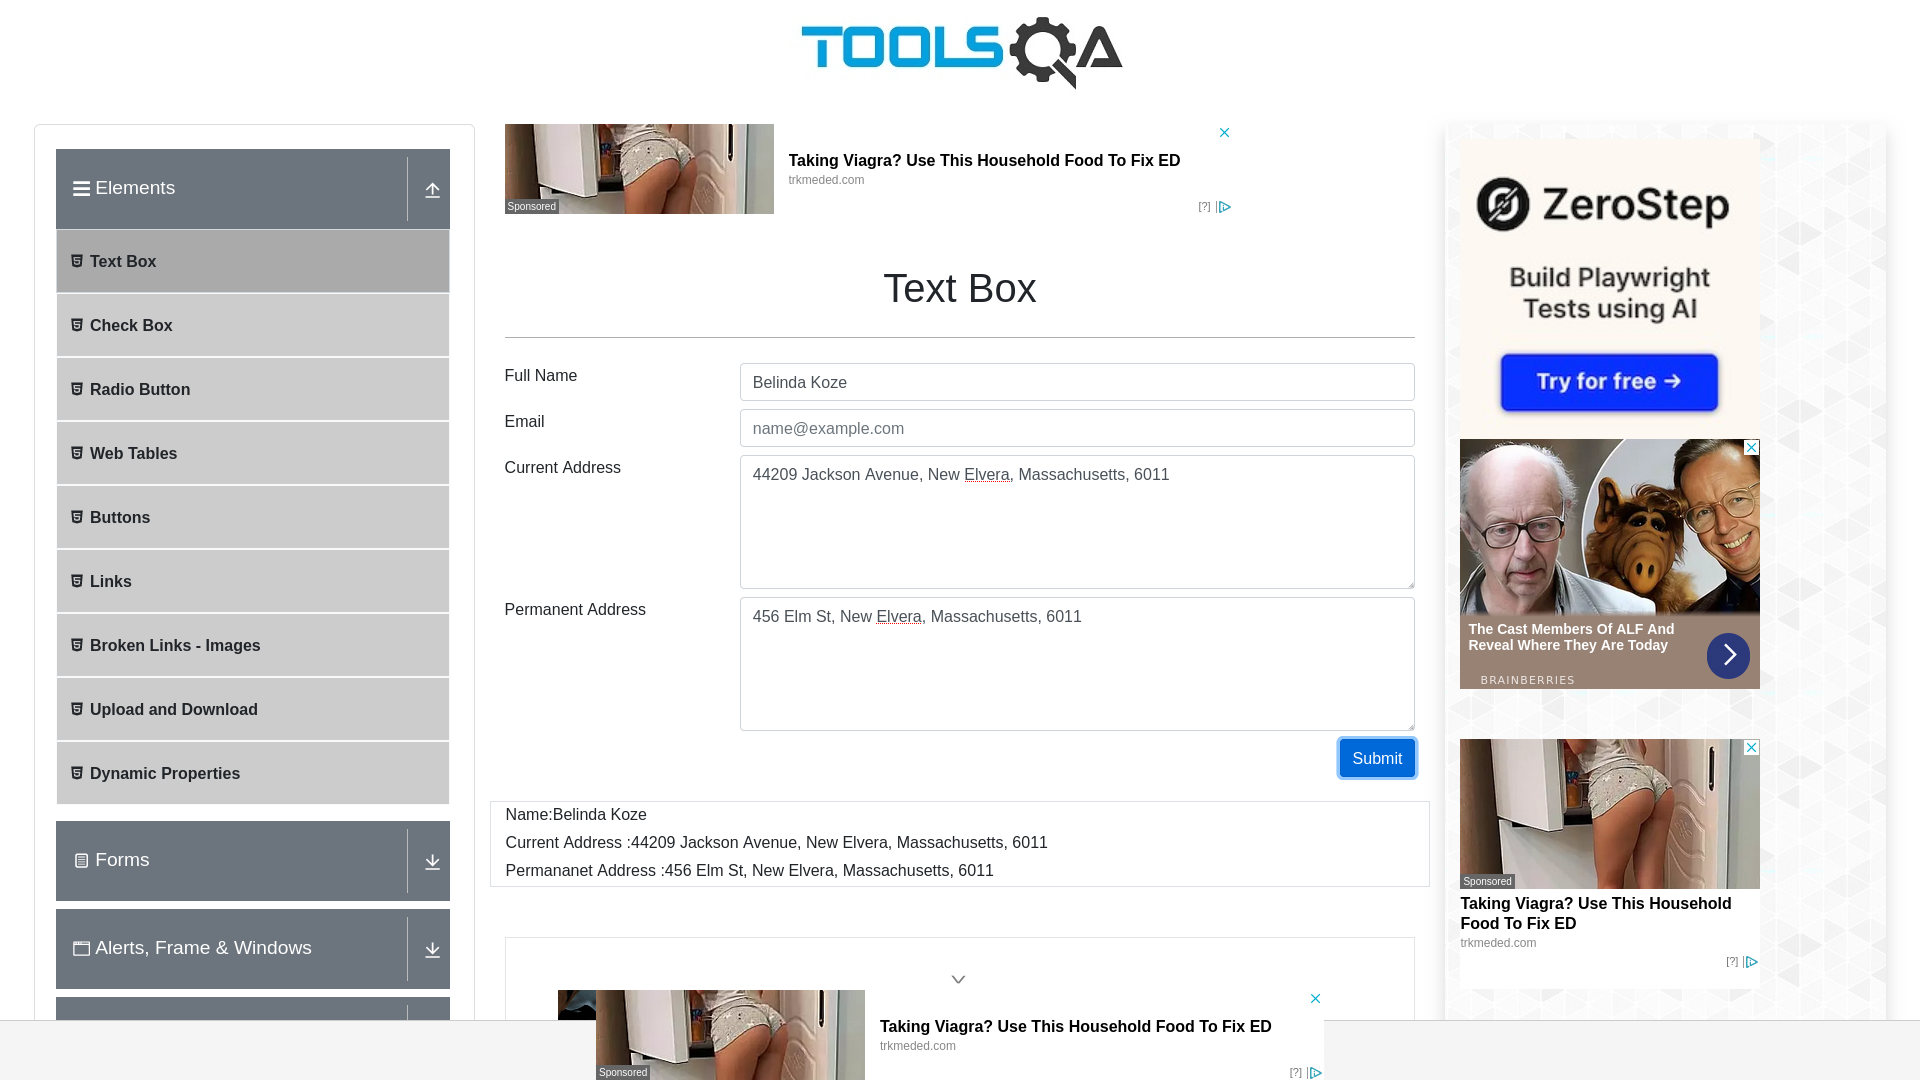 TOOLSQA
Elements
Text Box
Check Box
Radio Button
Web Tables
Buttons
Links
Broken Links - Images
Upload and Download
Dynamic Properties
Forms
Alerts, Frame & Windows
Sponsored
Taking Viagra? Use This Household Food To Fix ED
trkmeded.com
[?]
Text Box
Full Name
Belinda Koze
Email
name@example.com
Current Address
44209 Jackson Avenue, New Elvera, Massachusetts, 6011
Permanent Address
456 Elm St, New Elvera, Massachusetts, 6011
Submit
Name:Belinda Koze
Current Address :44209 Jackson Avenue, New Elvera, Massachusetts, 6011
Permananet Address :456 Elm St, New Elvera, Massachusetts, 6011
Sponsored
Taking Viagra? Use This Household Food To Fix ED
trkmeded.com
[?]
ZeroStep
Build Playwright
Tests using AI
Try for free →
The Cast Members Of ALF And
Reveal Where They Are Today
BRAINBERRIES
Sponsored
Taking Viagra? Use This Household
Food To Fix ED
trkmeded.com
[?]